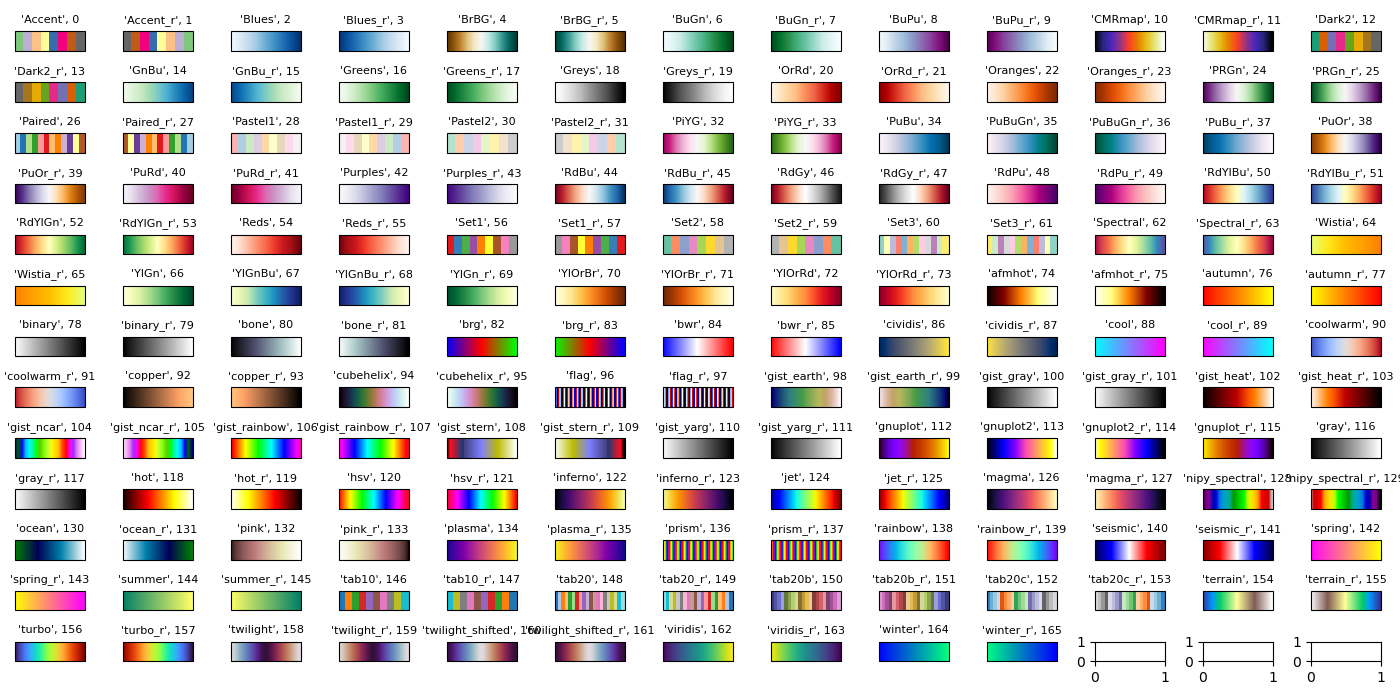 'Accent', 0 'Accent_r', 1 'Blues', 2 'Blues_r', 3 'BrBG', 4 'BrBG_r', 5 'BuGn', 6 'BuGn_r', 7 'BuPu', 8 'BuPu_r', 9 'CMRmap', 10 'CMRmap_r', 11 'Dark2', 12
'Dark2_r', 13 'GnBu', 14 'GnBu_r', 15 'Greens', 16 'Greens_r', 17 'Greys', 18 'Greys_r', 19 'OrRd', 20 'OrRd_r', 21 'Oranges', 22 'Oranges_r', 23 'PRGn', 24 'PRGn_r', 25
'Paired', 26 'Paired_r', 27 'Pastel1', 28 'Pastel1_r', 29 'Pastel2', 30 'Pastel2_r', 31 'PiYG', 32 'PiYG_r', 33 'PuBu', 34 'PuBuGn', 35 'PuBuGn_r', 36 'PuBu_r', 37 'PuOr', 38
'PuOr_r', 39 'PuRd', 40 'PuRd_r', 41 'Purples', 42 'Purples_r', 43 'RdBu', 44 'RdBu_r', 45 'RdGy', 46 'RdGy_r', 47 'RdPu', 48 'RdPu_r', 49 'RdYlBu', 50 'RdYlBu_r', 51
'RdYlGn', 52 'RdYlGn_r', 53 'Reds', 54 'Reds_r', 55 'Set1', 56 'Set1_r', 57 'Set2', 58 'Set2_r', 59 'Set3', 60 'Set3_r', 61 'Spectral', 62 'Spectral_r', 63 'Wistia', 64
'Wistia_r', 65 'YlGn', 66 'YlGnBu', 67 'YlGnBu_r', 68 'YlGn_r', 69 'YlOrBr', 70 'YlOrBr_r', 71 'YlOrRd', 72 'YlOrRd_r', 73 'afmhot', 74 'afmhot_r', 75 'autumn', 76 'autumn_r', 77
'binary', 78 'binary_r', 79 'bone', 80 'bone_r', 81 'brg', 82 'brg_r', 83 'bwr', 84 'bwr_r', 85 'cividis', 86 'cividis_r', 87 'cool', 88 'cool_r', 89 'coolwarm', 90
'coolwarm_r', 91 'copper', 92 'copper_r', 93 'cubehelix', 94 'cubehelix_r', 95 'flag', 96 'flag_r', 97 'gist_earth', 98 'gist_earth_r', 99 'gist_gray', 100 'gist_gray_r', 101 'gist_heat', 102 'gist_heat_r', 103
'gist_ncar', 104 'gist_ncar_r', 105 'gist_rainbow', 106 'gist_rainbow_r', 107 'gist_stern', 108 'gist_stern_r', 109 'gist_yarg', 110 'gist_yarg_r', 111 'gnuplot', 112 'gnuplot2', 113 'gnuplot2_r', 114 'gnuplot_r', 115 'gray', 116
'gray_r', 117 'hot', 118 'hot_r', 119 'hsv', 120 'hsv_r', 121 'inferno', 122 'inferno_r', 123 'jet', 124 'jet_r', 125 'magma', 126 'magma_r', 127 'nipy_spectral', 128 'nipy_spectral_r', 129
'ocean', 130 'ocean_r', 131 'pink', 132 'pink_r', 133 'plasma', 134 'plasma_r', 135 'prism', 136 'prism_r', 137 'rainbow', 138 'rainbow_r', 139 'seismic', 140 'seismic_r', 141 'spring', 142
'spring_r', 143 'summer', 144 'summer_r', 145 'tab10', 146 'tab10_r', 147 'tab20', 148 'tab20_r', 149 'tab20b', 150 'tab20b_r', 151 'tab20c', 152 'tab20c_r', 153 'terrain', 154 'terrain_r', 155
'turbo', 156 'turbo_r', 157 'twilight', 158 'twilight_r', 159 'twilight_shifted', 160 'twilight_shifted_r', 161 'viridis', 162 'viridis_r', 163 'winter', 164 'winter_r', 165
1 1 1
0 0 0
0 1 0 1 0 1